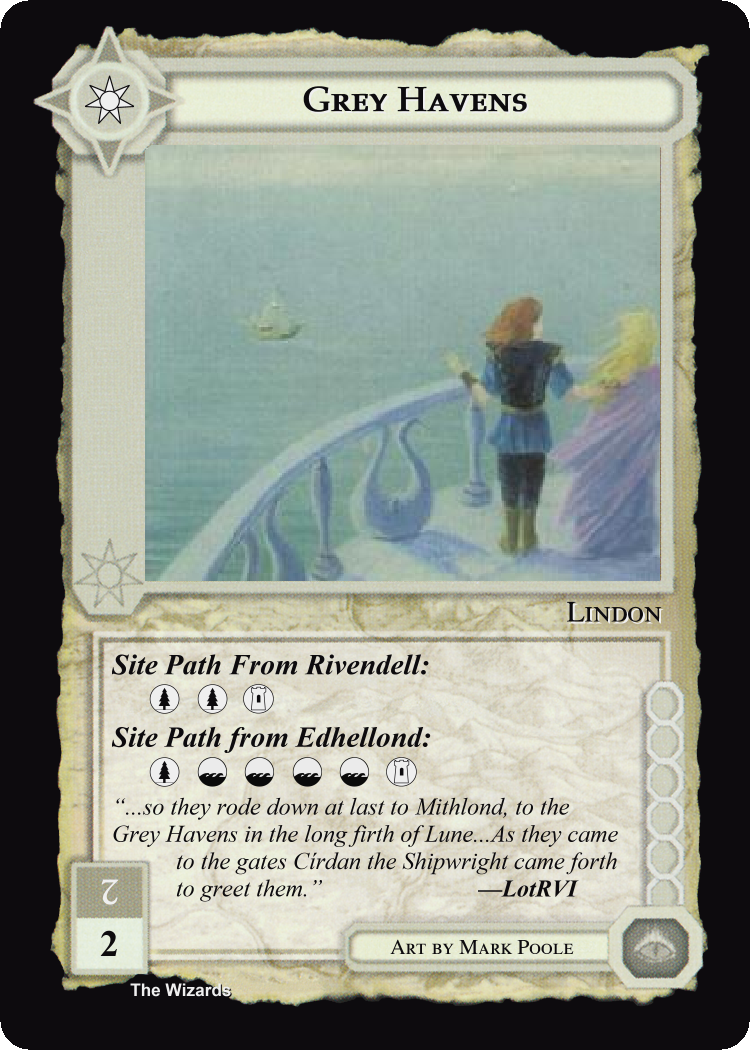 Grey Havens
Lindon
Site Path From Rivendell:
Site Path from Edhellond:
“...so they rode down at last to Mithlond, to the
Grey Havens in the long firth of Lune...As they came
to the gates Círdan the Shipwright came forth
to greet them.” —LotRVI
2
2
Art by Mark Poole
The Wizards